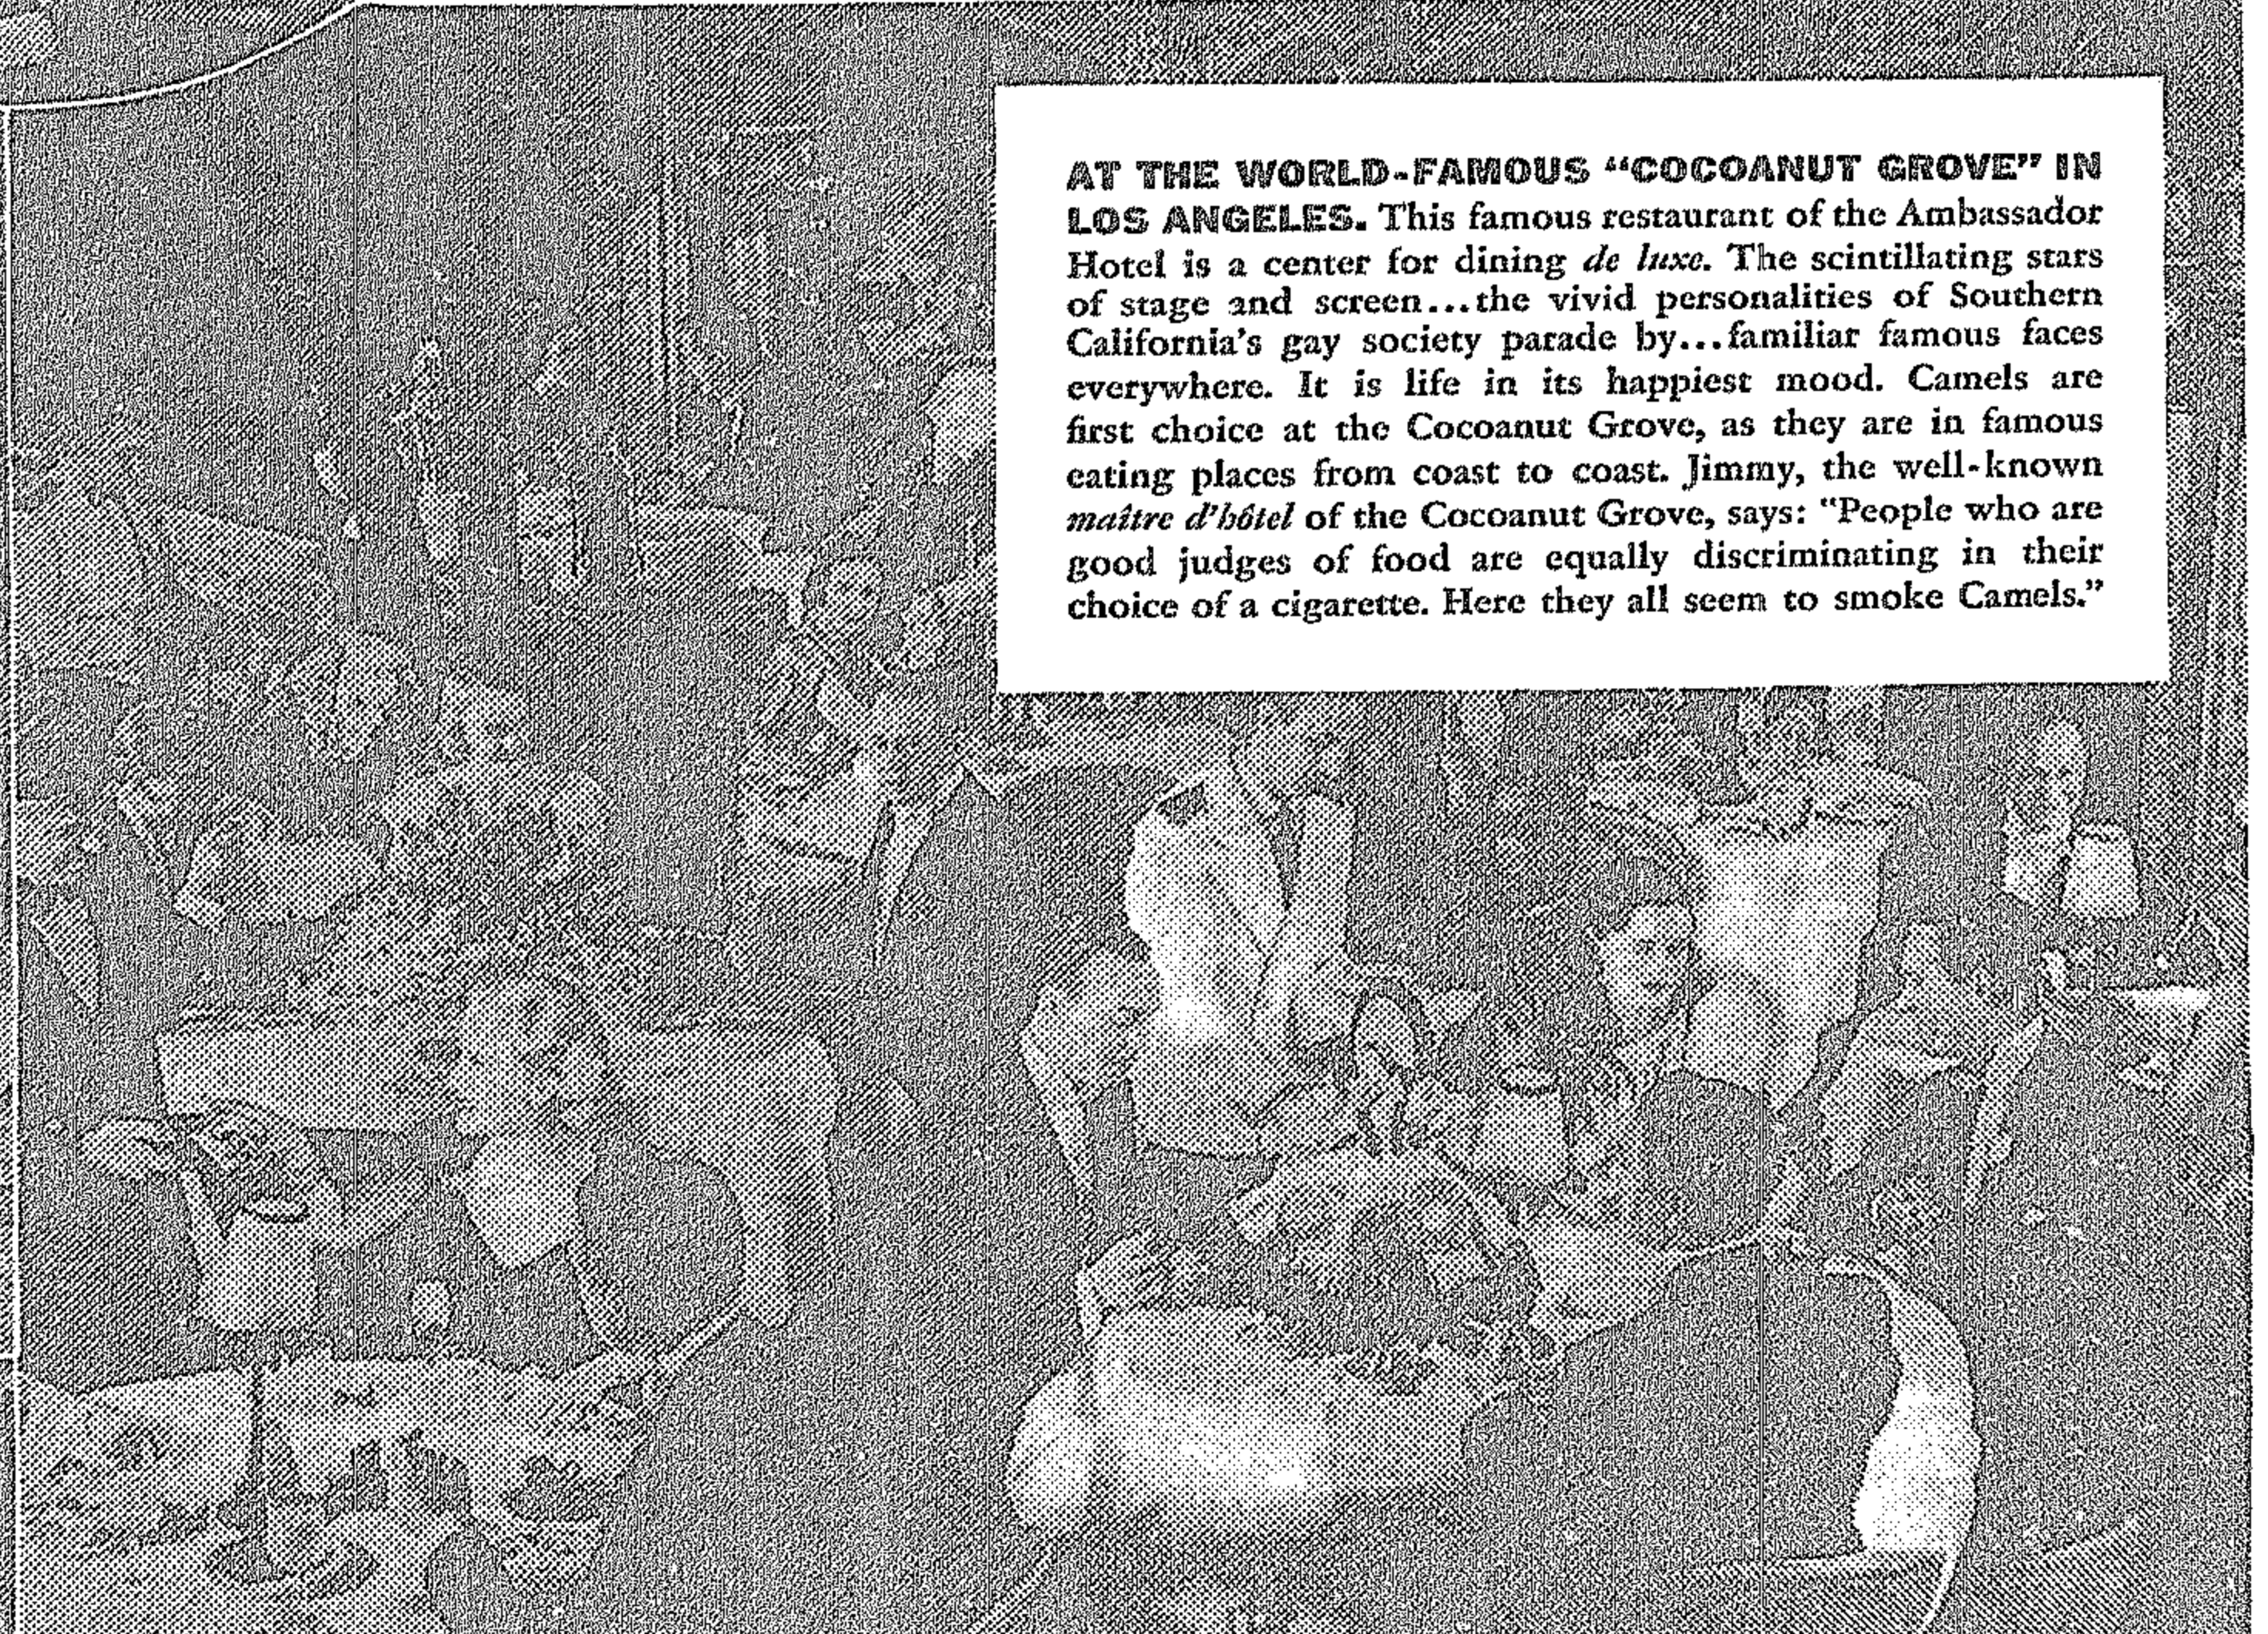 AT THE WORLD-FAMOUS “COCOANUT GROVE” IN
LOS ANGELES. This famous restaurant of the Ambassador
Hotel is a center for dining de luxe. The scintillating stars
of stage and screen...the vivid personalities of Southern
California's gay society parade by...familiar famous faces
everywhere. It is life in its happiest mood. Camels are
first choice at the Cocoanut Grove, as they are in famous
eating places from coast to coast. Jimmy, the well-known
maître d'hôtel of the Cocoanut Grove, says: “People who are
good judges of food are equally discriminating in their
choice of a cigarette. Here they all seem to smoke Camels.”